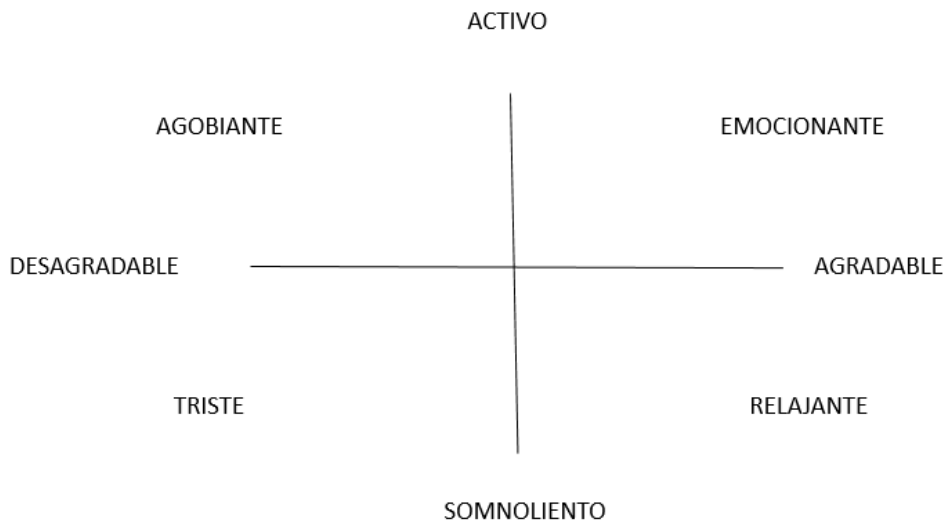 ACTIVO
AGOBIANTE
EMOCIONANTE
DESAGRADABLE
AGRADABLE
TRISTE
RELAJANTE
SOMNOLIENTO